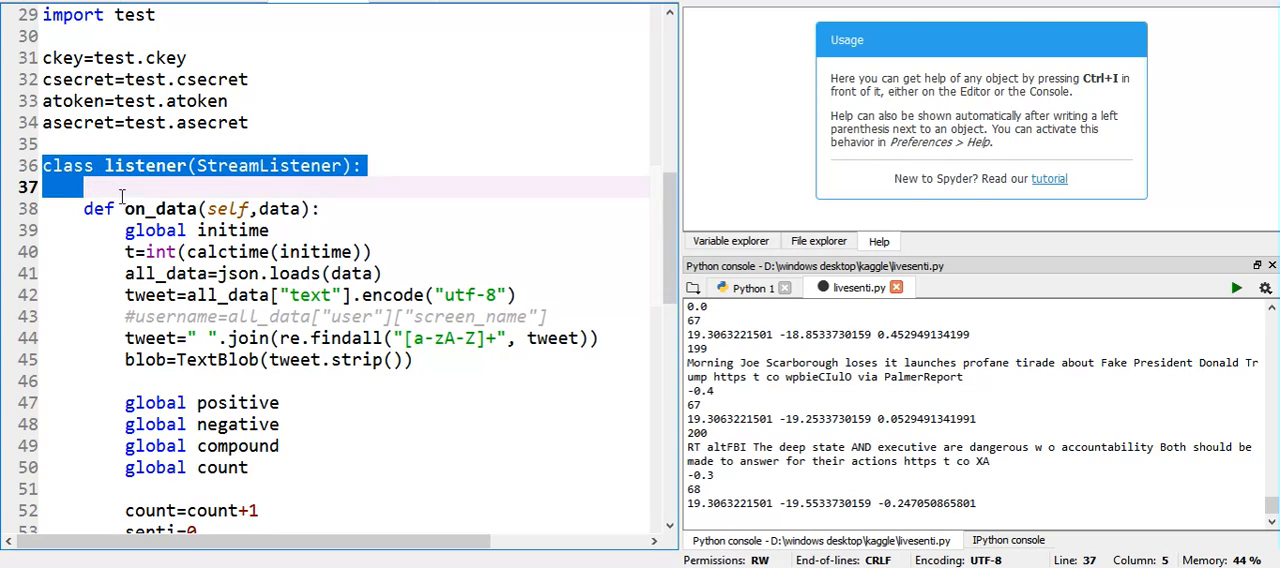 29 import test
30
31 ckey=test.ckey
32 csecret=test.csecret
33 atoken=test.atoken
34 asecret=test.asecret
35
36 class listener(StreamListener):
37
38 def on_data(self,data):
39 global initime
40 t=int(calctime(initime))
41 all_data=json.loads(data)
42 tweet=all_data["text"].encode("utf-8")
43 #username=all_data["user"]["screen_name"]
44 tweet=" ".join(re.findall("[a-zA-Z]+", tweet))
45 blob=TextBlob(tweet.strip())
46
47 global positive
48 global negative
49 global compound
50 global count
51
52 count=count+1
53 senti=0
Usage
Here you can get help of any object by pressing Ctrl+I in
front of it, either on the Editor or the Console.
Help can also be shown automatically after writing a left
parenthesis next to an object. You can activate this
behavior in Preferences > Help.
New to Spyder? Read our tutorial
Variable explorer File explorer Help
Python console - D:\windows desktop\kaggle\livesenti.py
Python 1 livesenti.py
0.0
67
19.3063221501 -18.8533730159 0.452949134199
199
Morning Joe Scarborough loses it launches profane tirade about Fake President Donald Tr
ump https t co wpbieCIulO via PalmerReport
-0.4
67
19.3063221501 -19.2533730159 0.0529491341991
200
RT altFBI The deep state AND executive are dangerous w o accountability Both should be
made to answer for their actions https t co XA
-0.3
68
19.3063221501 -19.5533730159 -0.247050865801
Python console - D:\windows desktop\kaggle\livesenti.py IPython console
Permissions: RW End-of-lines: CRLF Encoding: UTF-8 Line: 37 Column: 5 Memory: 44 %